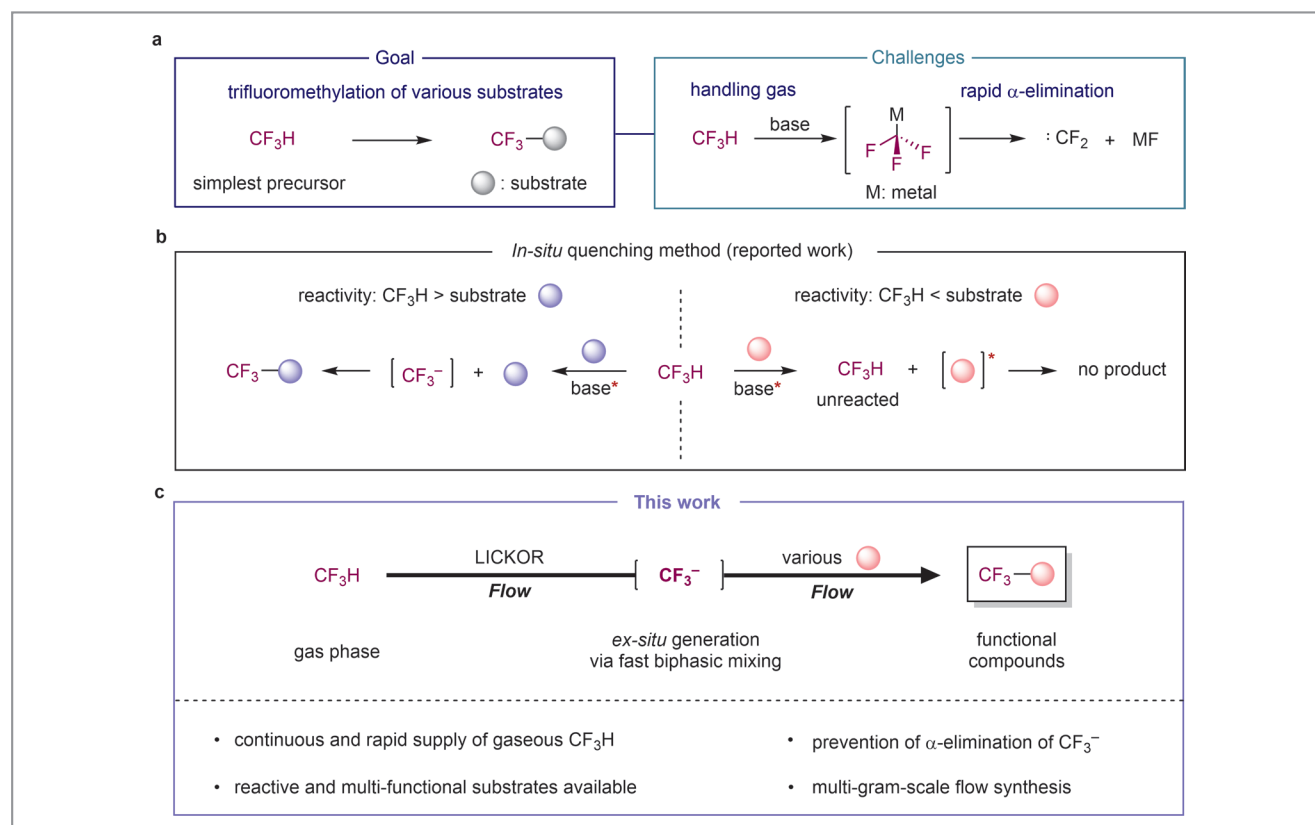 a
Goal
trifluoromethylation of various substrates
CF₃H
CF₃
simplest precursor
: substrate
Challenges
handling gas
rapid α-elimination
CF₃H
base
M
F
F
F
M: metal
:CF₂ + MF
b
In-situ quenching method (reported work)
reactivity: CF₃H > substrate
reactivity: CF₃H < substrate
CF₃
[CF₃⁻] +
base*
CF₃H
base*
CF₃H + [ ]*
unreacted
no product
c
This work
CF₃H
LICKOR
Flow
[CF₃⁻]
various
Flow
CF₃
gas phase
ex-situ generation
via fast biphasic mixing
functional
compounds
• continuous and rapid supply of gaseous CF₃H
• prevention of α-elimination of CF₃⁻
• reactive and multi-functional substrates available
• multi-gram-scale flow synthesis